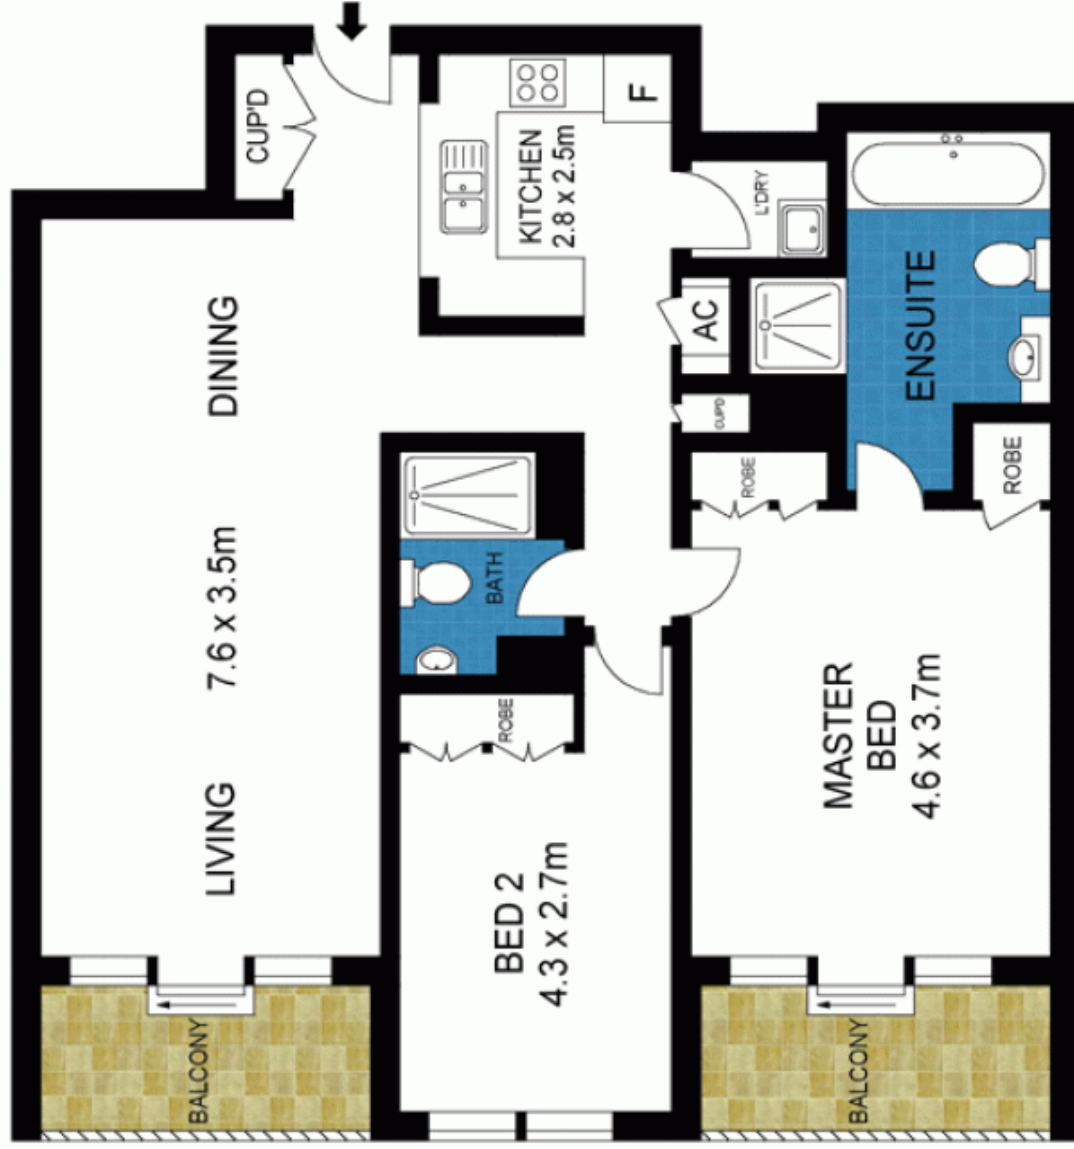 CUP'D
F
KITCHEN
2.8 x 2.5m
L'DRY
AC
CUP'D
ENSUITE
ROBE
ROBE
DINING
7.6 x 3.5m
LIVING
BATH
ROBE
BED 2
4.3 x 2.7m
MASTER
BED
4.6 x 3.7m
BALCONY
BALCONY